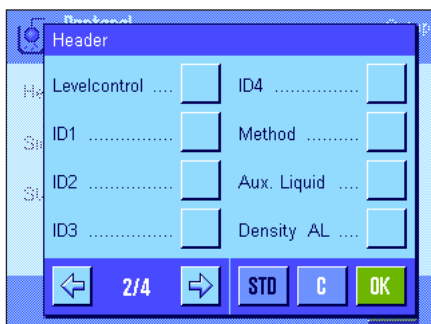 Header
Levelcontrol .... ID4 ...............
ID1 ................ Method ..........
ID2 ................ Aux. Liquid ....
ID3 ................ Density AL ....
2/4 STD C OK